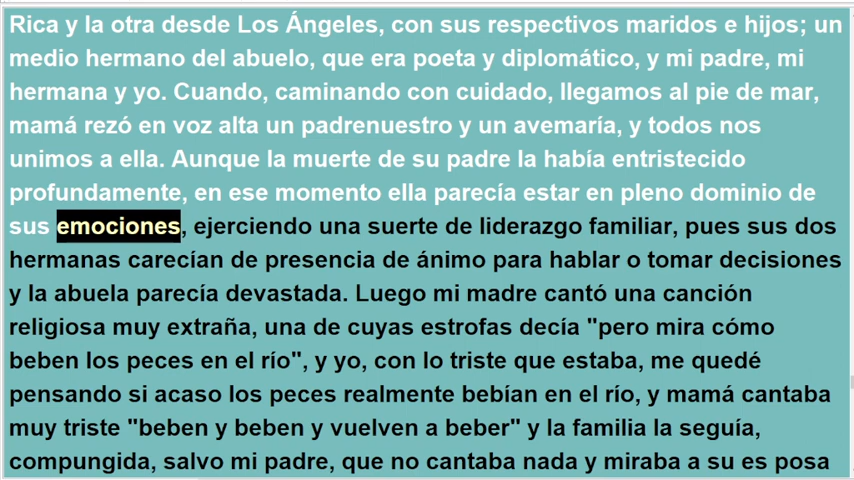 Rica y la otra desde Los Ángeles, con sus respectivos maridos e hijos; un
medio hermano del abuelo, que era poeta y diplomático, y mi padre, mi
hermana y yo. Cuando, caminando con cuidado, llegamos al pie de mar,
mamá rezó en voz alta un padrenuestro y un avemaría, y todos nos
unimos a ella. Aunque la muerte de su padre la había entristecido
profundamente, en ese momento ella parecía estar en pleno dominio de
sus emociones, ejerciendo una suerte de liderazgo familiar, pues sus dos
hermanas carecían de presencia de ánimo para hablar o tomar decisiones
y la abuela parecía devastada. Luego mi madre cantó una canción
religiosa muy extraña, una de cuyas estrofas decía "pero mira cómo
beben los peces en el río", y yo, con lo triste que estaba, me quedé
pensando si acaso los peces realmente bebían en el río, y mamá cantaba
muy triste "beben y beben y vuelven a beber" y la familia la seguía,
compungida, salvo mi padre, que no cantaba nada y miraba a su es posa